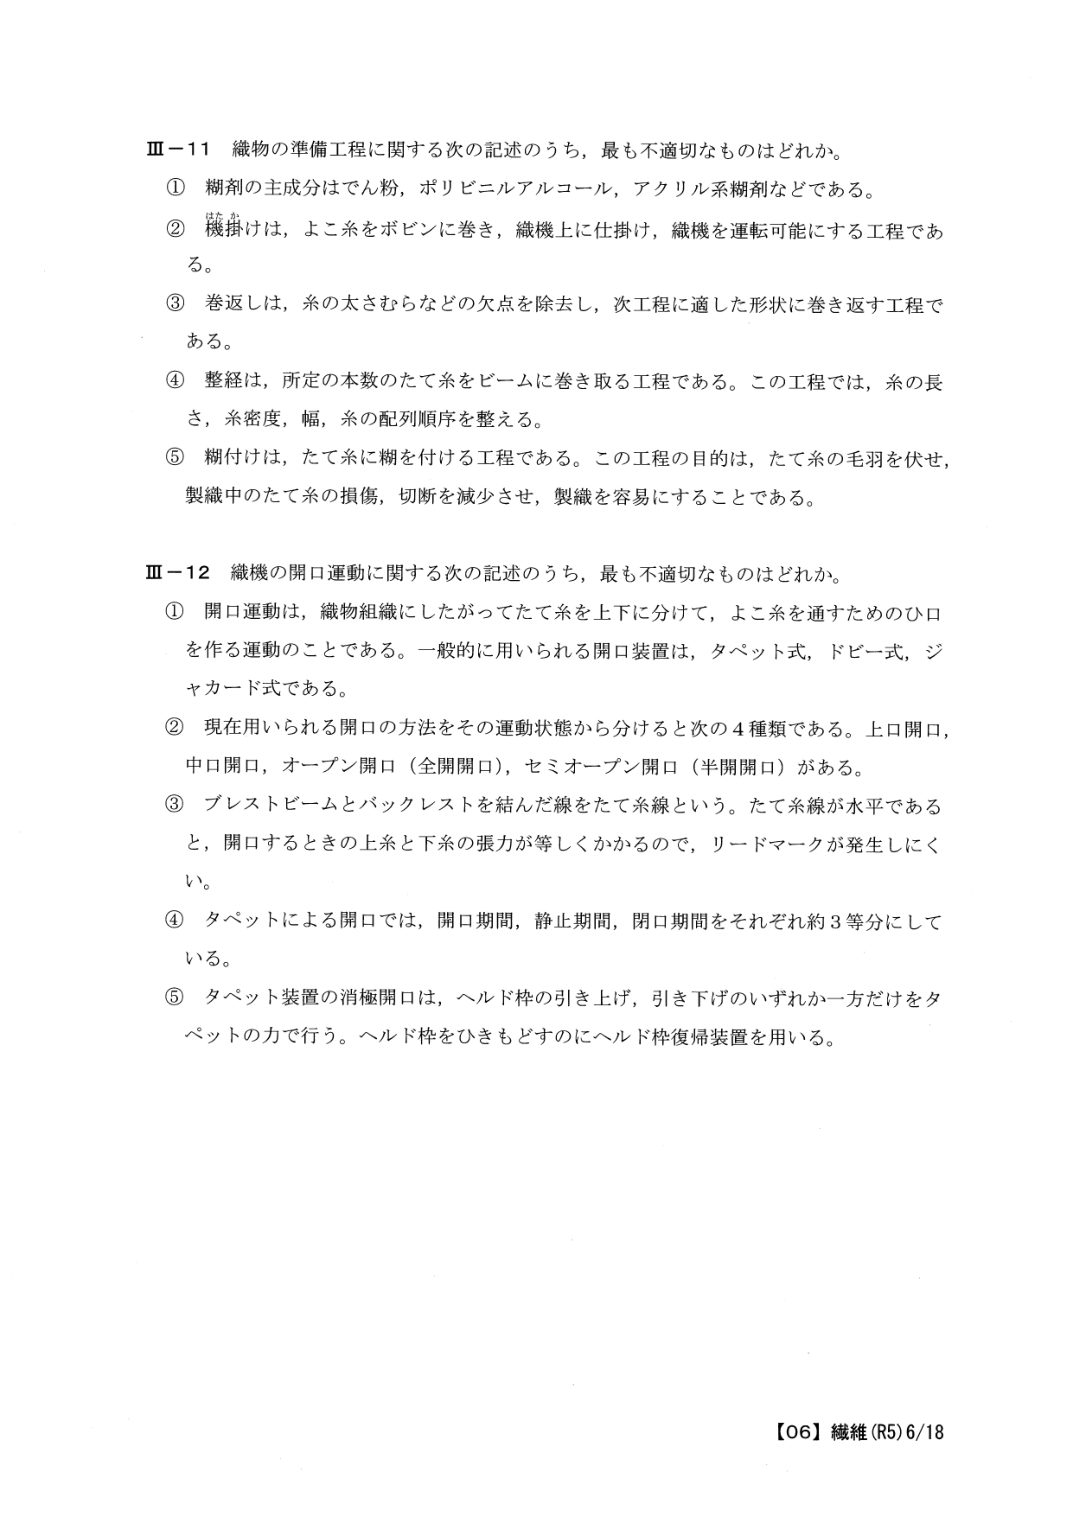 Ⅲ－11　織物の準備工程に関する次の記述のうち，最も不適切なものはどれか。
①　糊剤の主成分はでん粉，ポリビニルアルコール，アクリル系糊剤などである。
はた か
②　機掛けは，よこ糸をボビンに巻き，織機上に仕掛け，織機を運転可能にする工程であ
る。
③　巻返しは，糸の太さむらなどの欠点を除去し，次工程に適した形状に巻き返す工程で
ある。
④　整経は，所定の本数のたて糸をビームに巻き取る工程である。この工程では，糸の長
さ，糸密度，幅，糸の配列順序を整える。
⑤　糊付けは，たて糸に糊を付ける工程である。この工程の目的は，たて糸の毛羽を伏せ，
製織中のたて糸の損傷，切断を減少させ，製織を容易にすることである。
Ⅲ－12　織機の開口運動に関する次の記述のうち，最も不適切なものはどれか。
①　開口運動は，織物組織にしたがってたて糸を上下に分けて，よこ糸を通すためのひ口
を作る運動のことである。一般的に用いられる開口装置は，タペット式，ドビー式，ジ
ャカード式である。
②　現在用いられる開口の方法をその運動状態から分けると次の４種類である。上口開口，
中口開口，オープン開口（全開開口），セミオープン開口（半開開口）がある。
③　ブレストビームとバックレストを結んだ線をたて糸線という。たて糸線が水平である
と，開口するときの上糸と下糸の張力が等しくかかるので，リードマークが発生しにく
い。
④　タペットによる開口では，開口期間，静止期間，閉口期間をそれぞれ約３等分にして
いる。
⑤　タペット装置の消極開口は，ヘルド枠の引き上げ，引き下げのいずれか一方だけをタ
ペットの力で行う。ヘルド枠をひきもどすのにヘルド枠復帰装置を用いる。
【06】繊維(R5)6/18